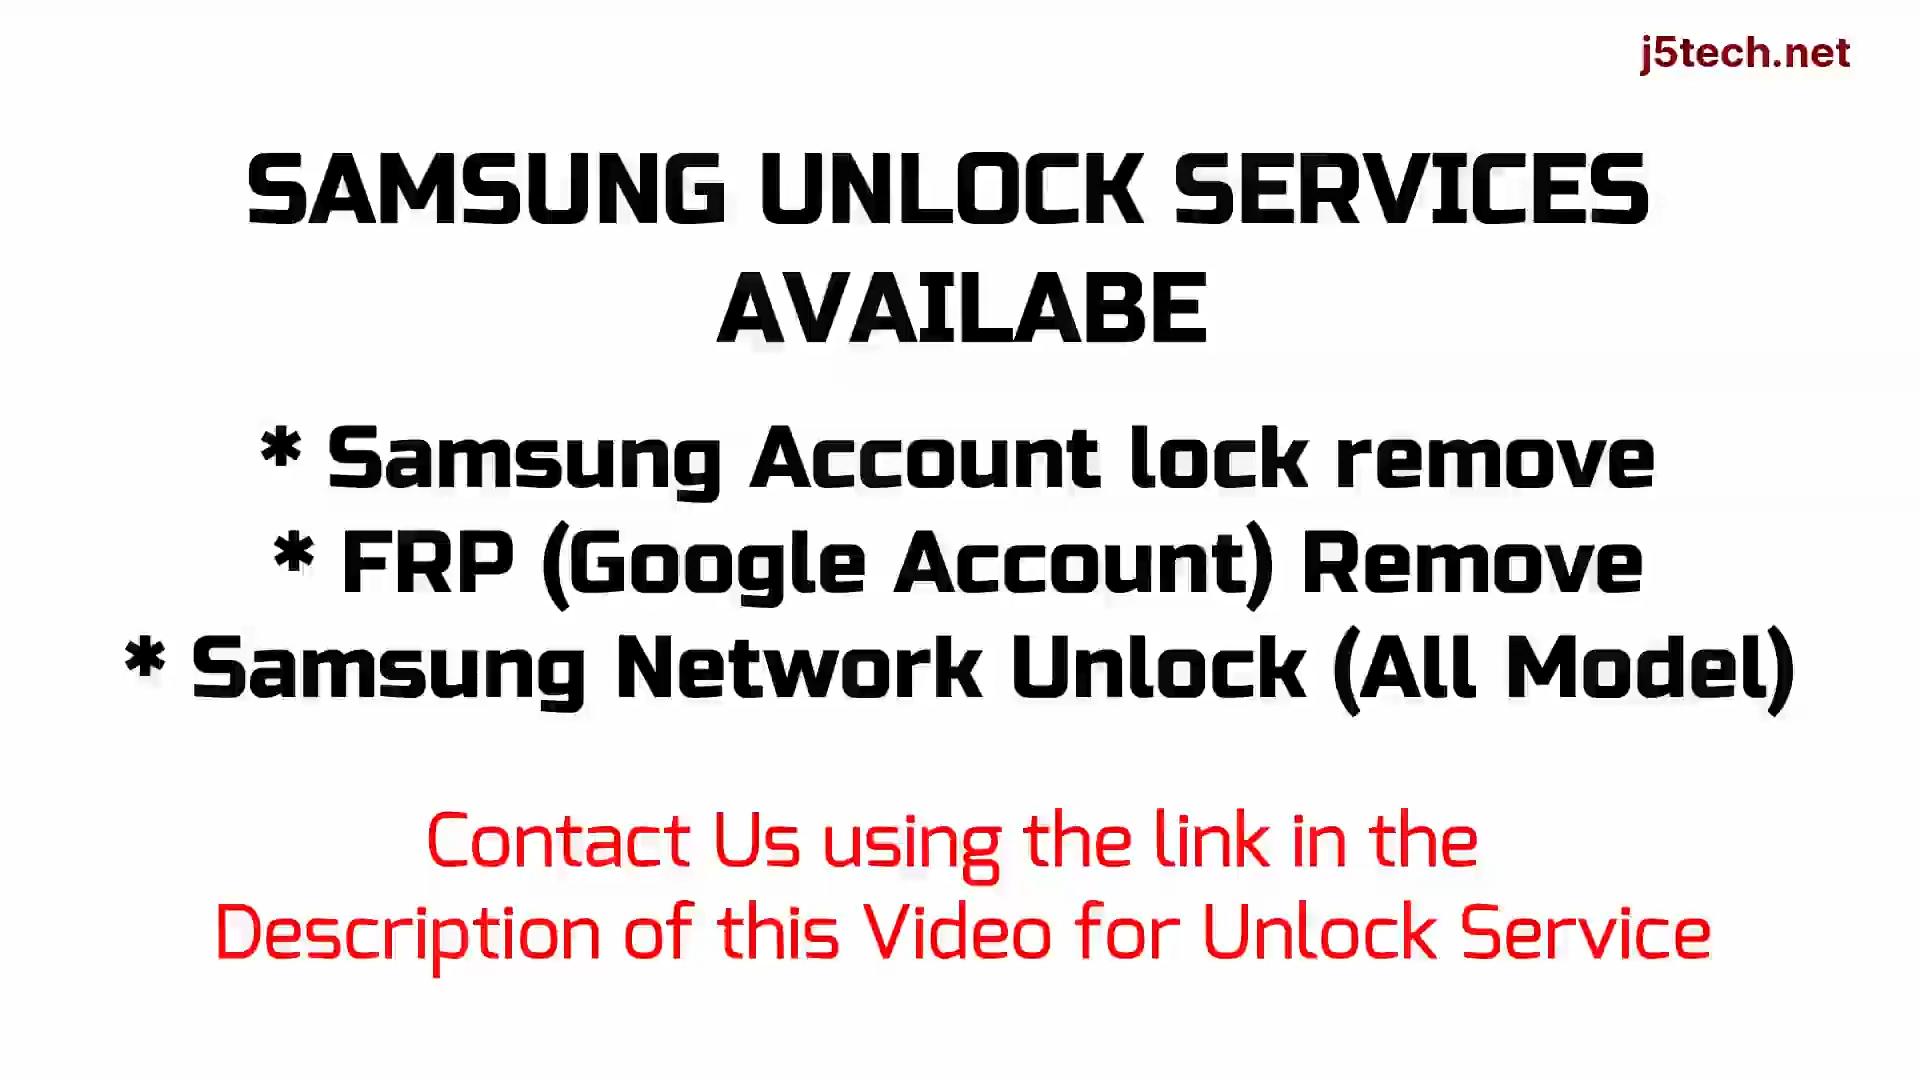 j5tech.net
SAMSUNG UNLOCK SERVICES
AVAILABE
* Samsung Account lock remove
* FRP (Google Account) Remove
* Samsung Network Unlock (All Model)
Contact Us using the link in the
Description of this Video for Unlock Service